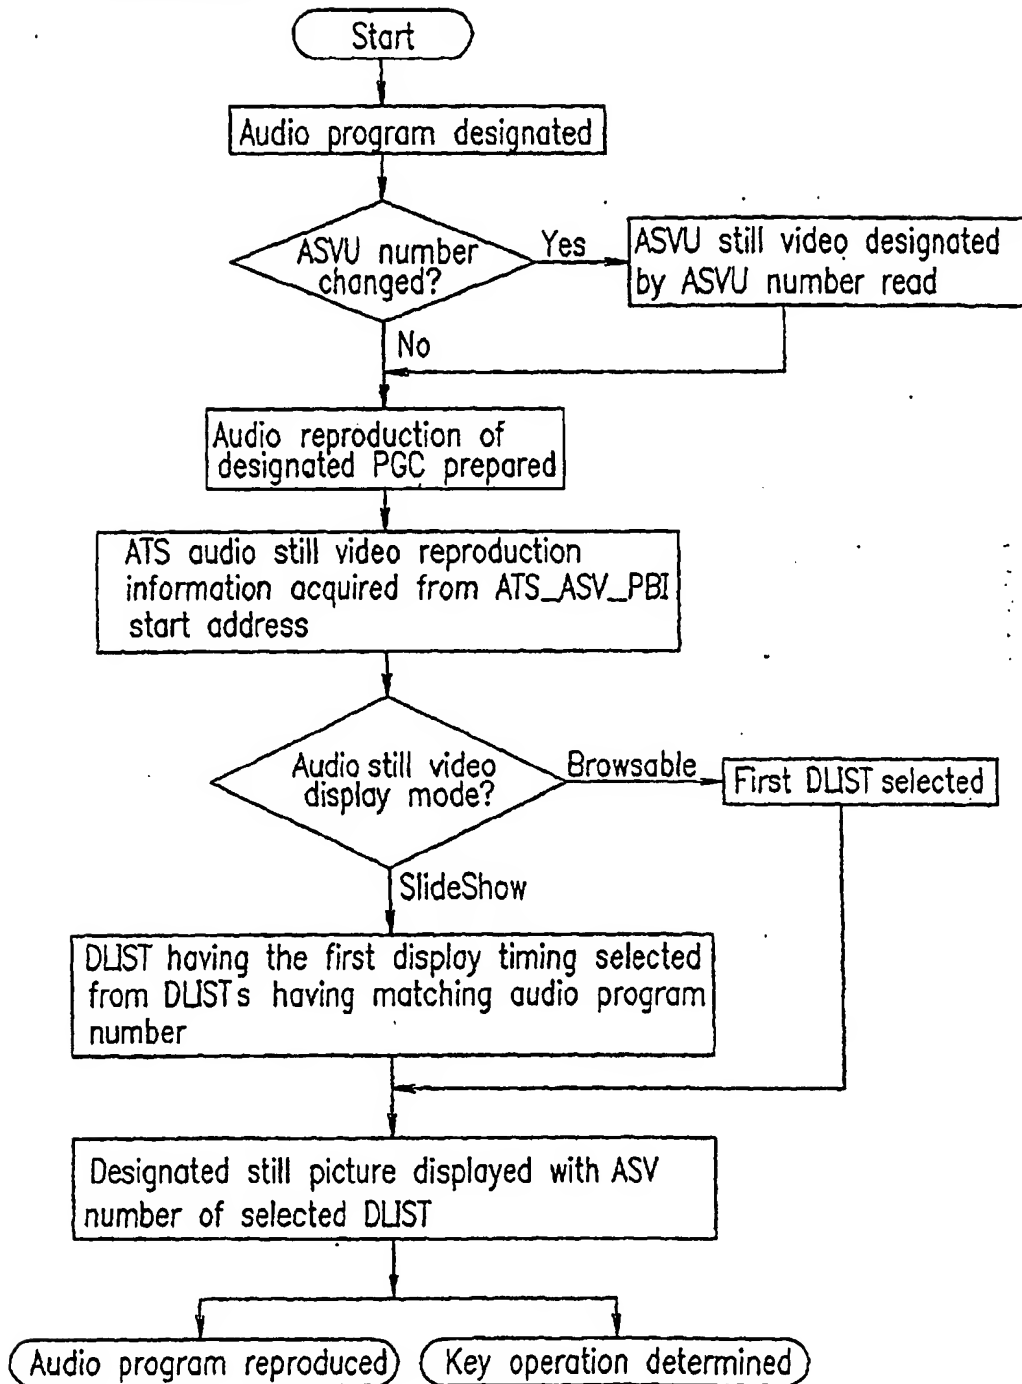 Start
Audio program designated
ASVU number
changed?
Yes
ASVU still video designated
by ASVU number read
No
Audio reproduction of
designated PGC prepared
ATS audio still video reproduction
information acquired from ATS_ASV_PBI
start address
Audio still video
display mode?
Browsable
First DLIST selected
SlideShow
DLIST having the first display timing selected
from DLISTs having matching audio program
number
Designated still picture displayed with ASV
number of selected DLIST
Audio program reproduced
Key operation determined